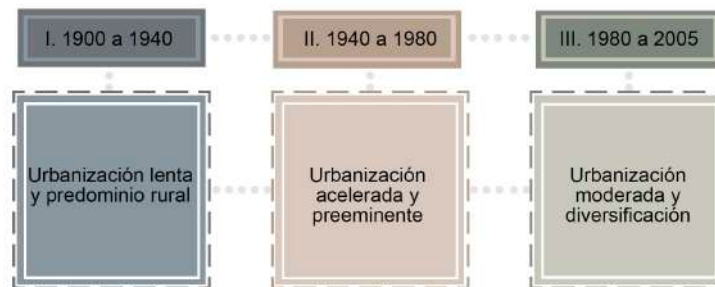 I. 1900 a 1940
II. 1940 a 1980
III. 1980 a 2005
Urbanización lenta
y predominio rural
Urbanización
acelerada y
preeminente
Urbanización
moderada y
diversificación